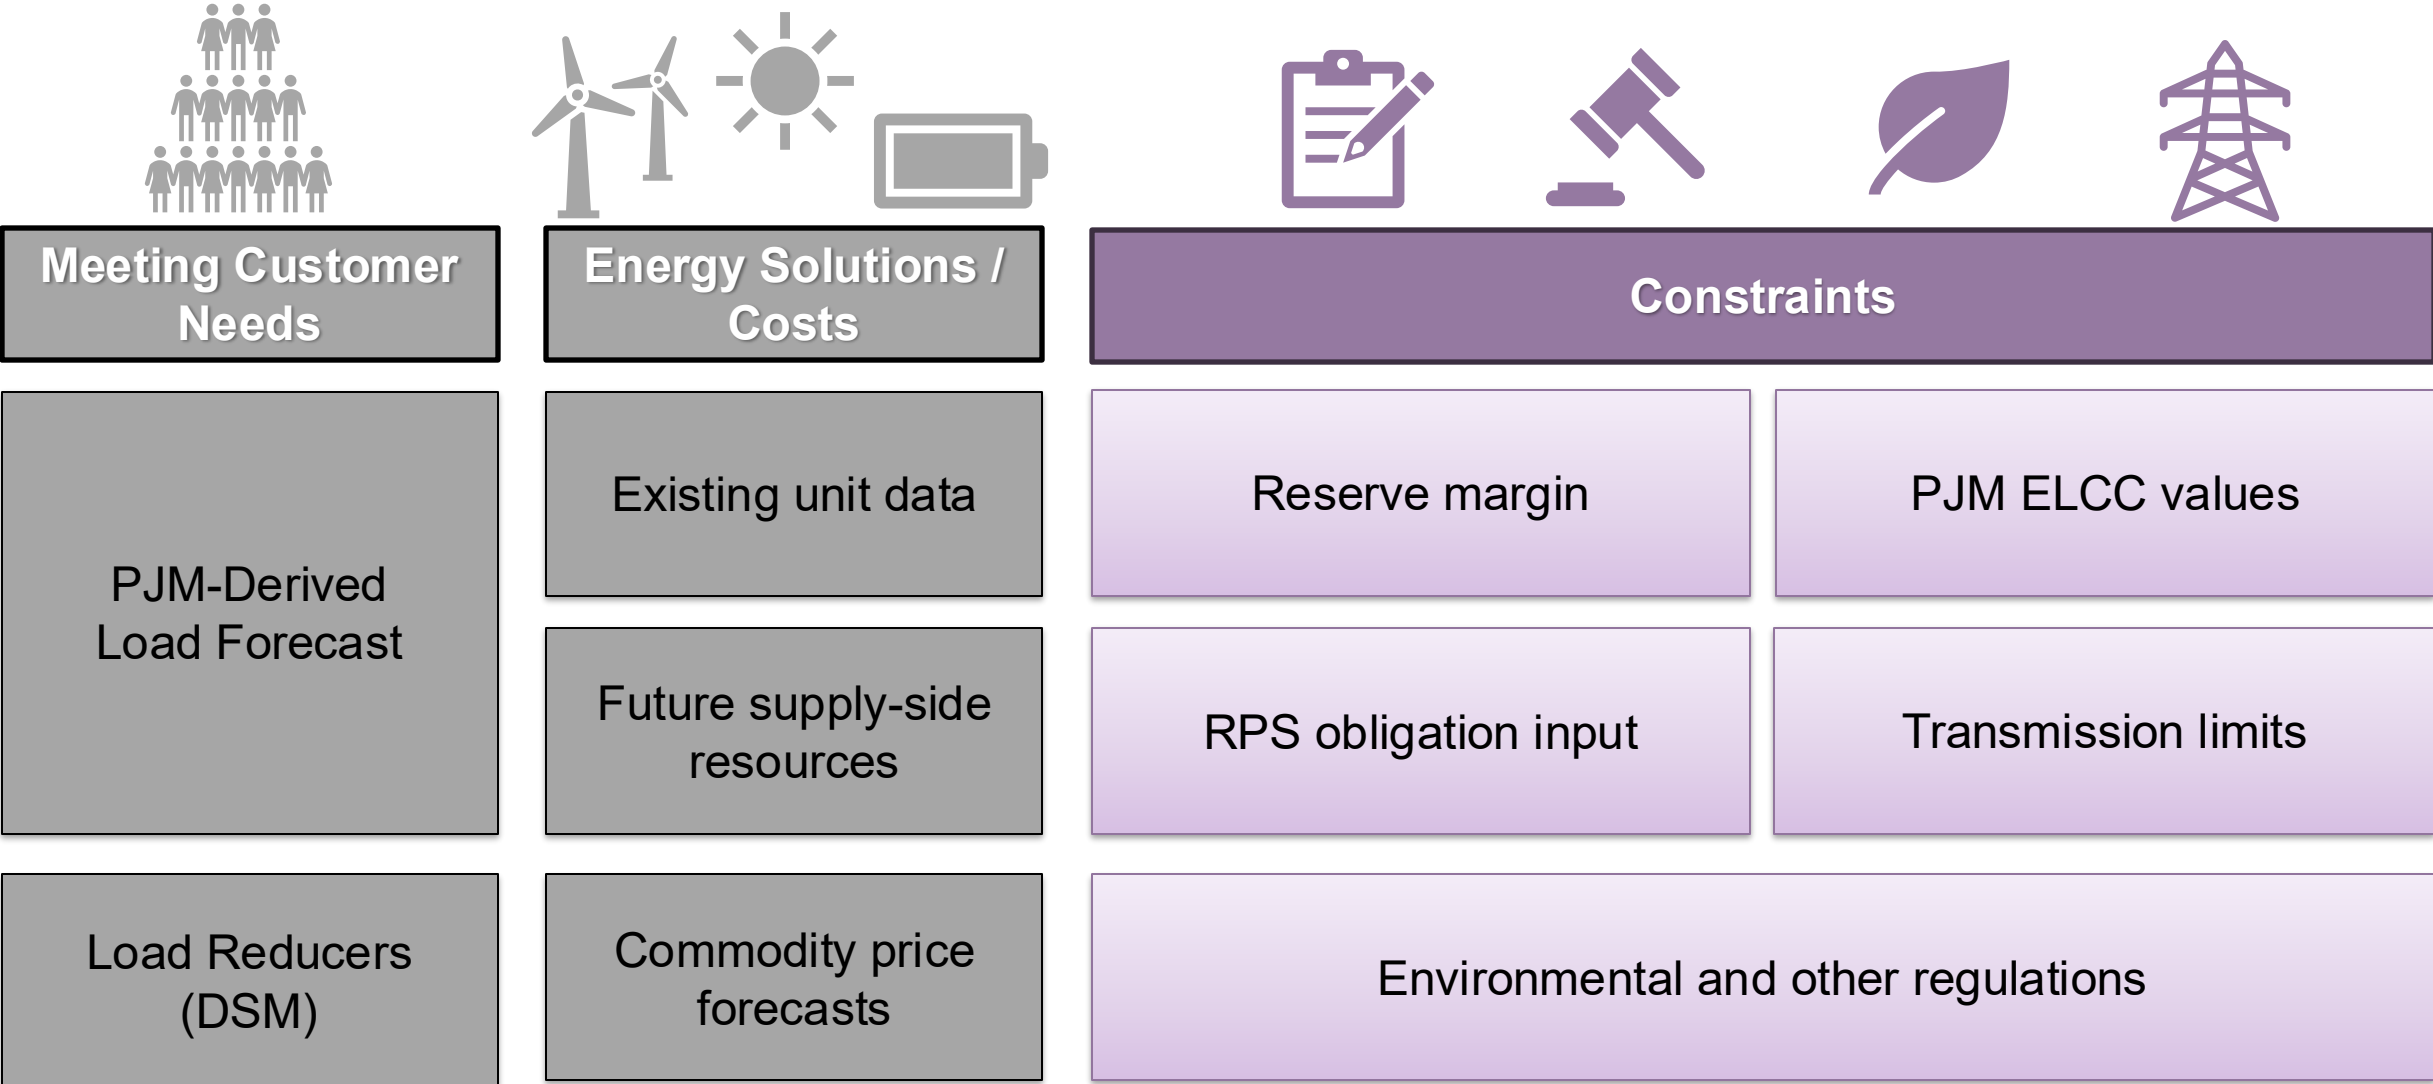 Meeting Customer
Needs
Energy Solutions /
Costs
Constraints
PJM-Derived
Load Forecast
Load Reducers
(DSM)
Existing unit data
Future supply-side
resources
Commodity price
forecasts
Reserve margin
PJM ELCC values
RPS obligation input
Transmission limits
Environmental and other regulations